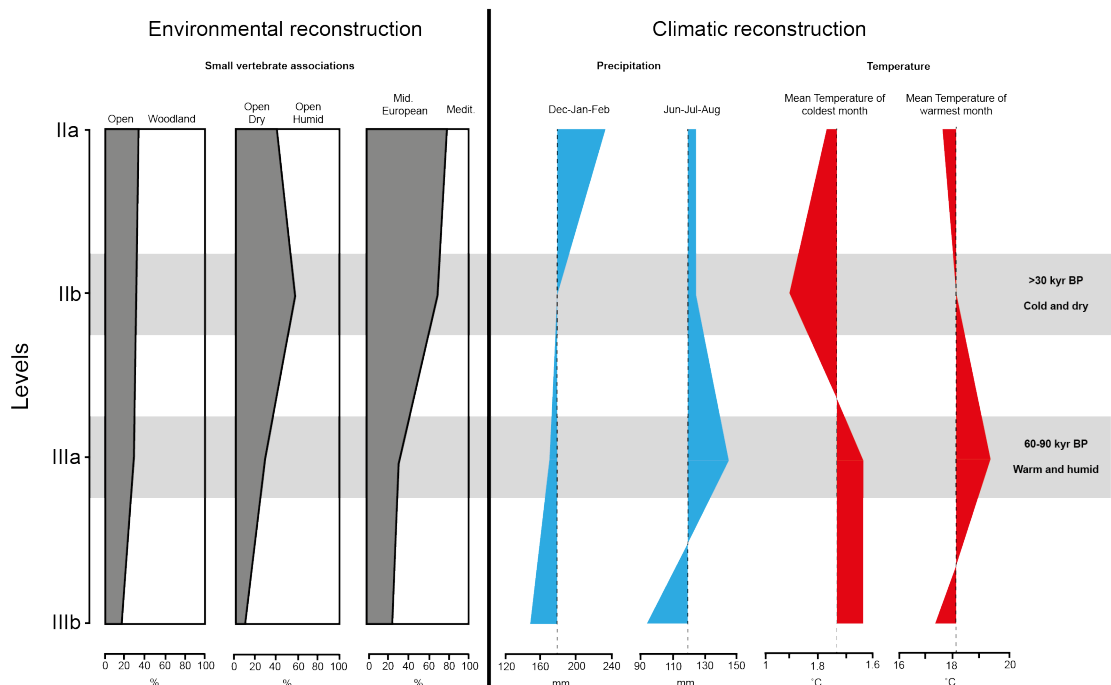 Environmental reconstruction
Climatic reconstruction
Small vertebrate associations
Precipitation
Temperature
Open
Woodland
Open
Dry
Open
Humid
Mid.
European
Medit.
Dec-Jan-Feb
Jun-Jul-Aug
Mean Temperature of
coldest month
Mean Temperature of
warmest month
Levels
IIa
IIb
IIIa
IIIb
>30 kyr BP
Cold and dry
60-90 kyr BP
Warm and humid
0 20 40 60 80 100
0 20 40 60 80 100
0 20 40 60 80 100
120 160 200 240
90 130 150
1 1.8 1.6
16 18 20
%
%
%
mm
mm
°C
°C